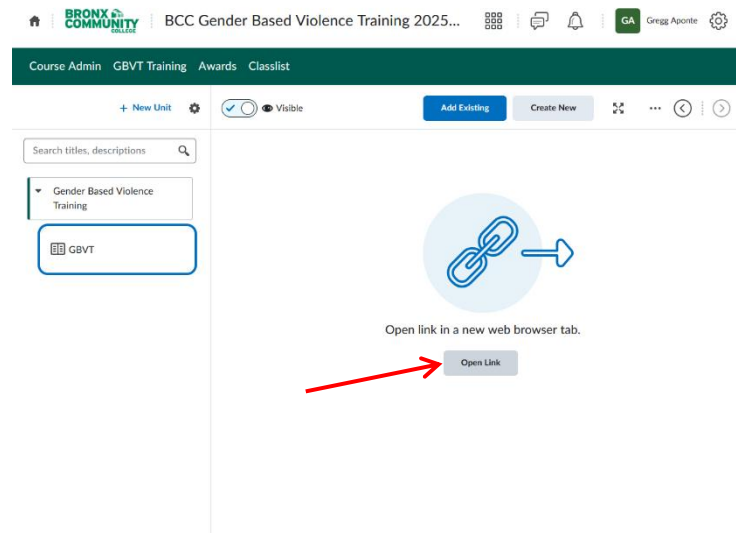 BRONX
COMMUNITY
COLLEGE
BCC Gender Based Violence Training 2025...
GA
Gregg Aponte
Course Admin GBVT Training Awards Classlist
+ New Unit
Visible
Add Existing
Create New
...
Search titles, descriptions
Gender Based Violence
Training
GBVT
Open link in a new web browser tab.
Open Link